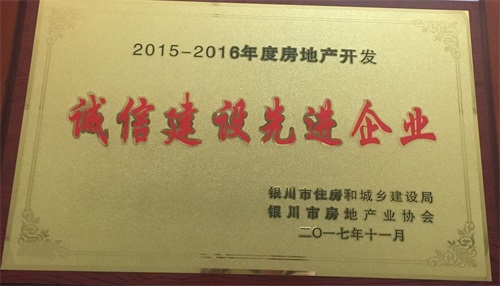 2015-2016年度房地产开发
诚信建设先进企业
银川市住房和城乡建设局
银川市房地产业协会
二〇一七年十一月